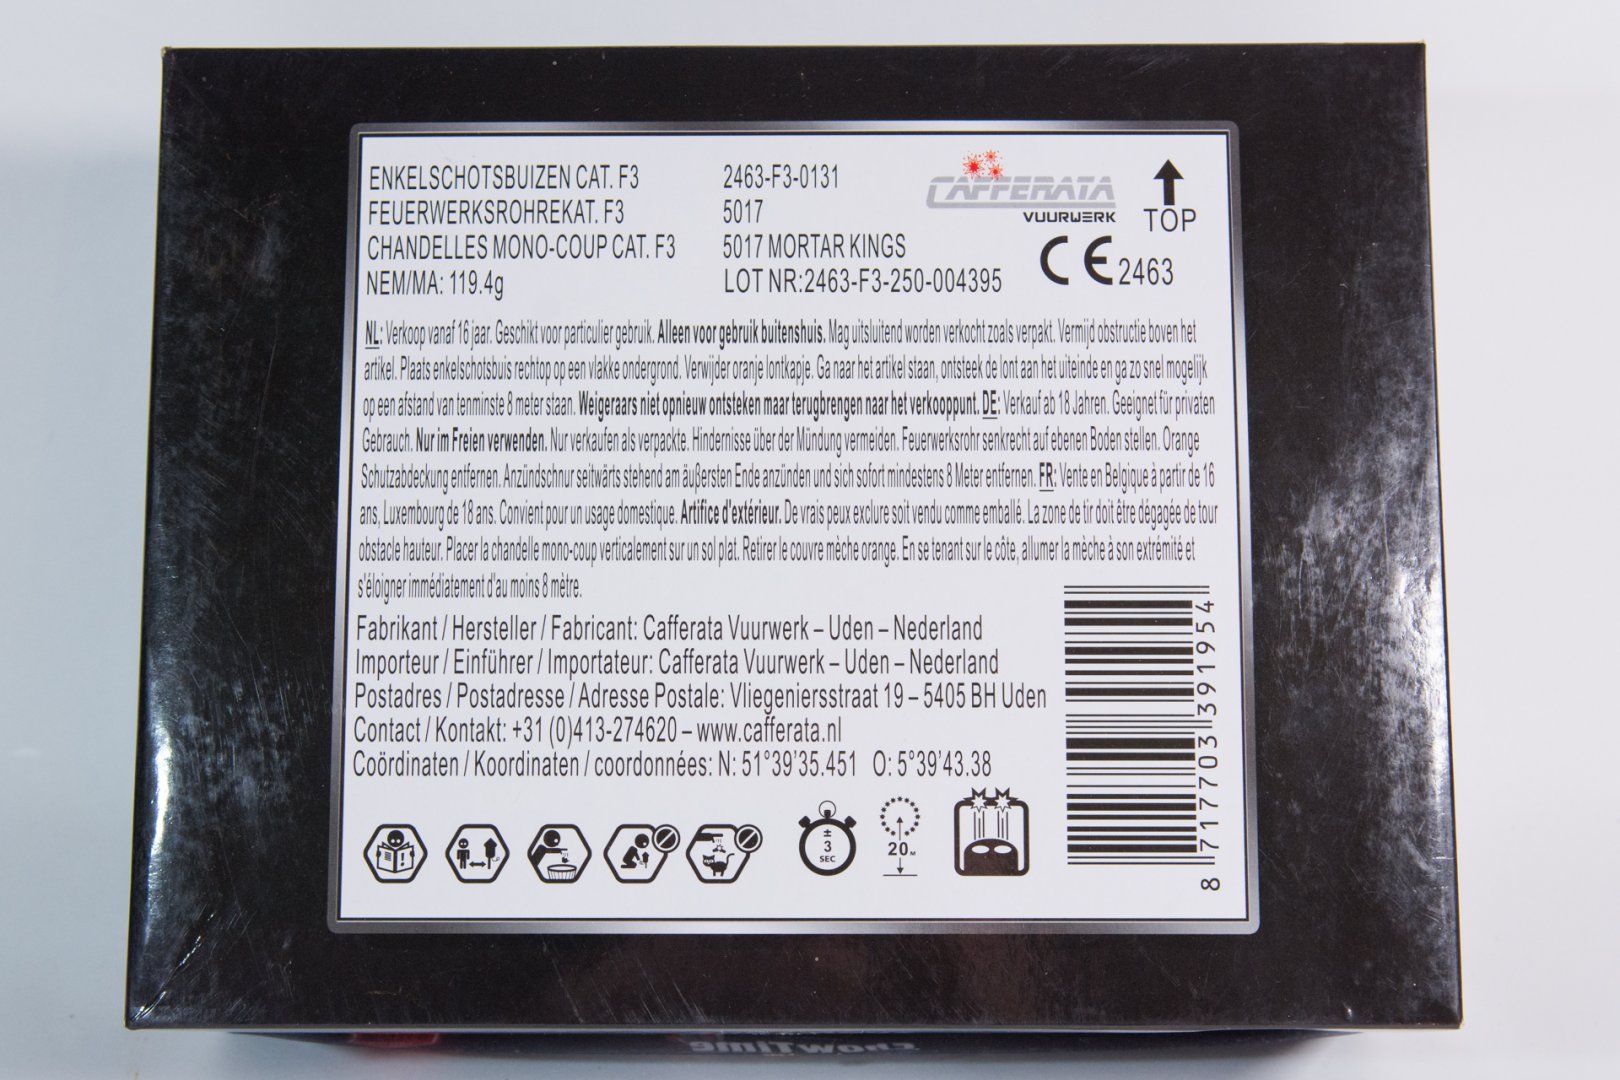 ENKELSCHOTSBUIZEN CAT. F3 2463-F3-0131
FEUERWERKSROHREKAT. F3 5017
CHANDELLES MONO-COUP CAT. F3 5017 MORTAR KINGS
NEM/MA: 119.4g LOT NR:2463-F3-250-004395
CAFFERATA
VUURWERK
TOP
CE 2463
NL: Verkoop vanaf 16 jaar. Geschikt voor particulier gebruik. Alleen voor gebruik buitenshuis. Mag uitsluitend worden verkocht zoals verpakt. Vermijd obstructie boven het
artikel. Plaats enkelschotsbuis rechtop op een vlakke ondergrond. Verwijder oranje lontkapje. Ga naar het artikel staan, ontsteek de lont aan het uiteinde en ga zo snel mogelijk
op een afstand van tenminste 8 meter staan. Weigeraars niet opnieuw ontsteken maar terugbrengen naar het verkooppunt. DE: Verkauf ab 18 Jahren. Geeignet für privaten
Gebrauch. Nur im Freien verwenden. Nur verkaufen als verpackte. Hindernisse über der Mündung vermeiden. Feuerwerksrohr senkrecht auf ebenen Boden stellen. Orange
Schutzabdeckung entfernen. Anzündschnur seitwärts stehend am äußersten Ende anzünden und sich sofort mindestens 8 Meter entfernen. FR: Vente en Belgique à partir de 16
ans, Luxembourg de 18 ans. Convient pour un usage domestique. Artifice d'extérieur. De vrais peux exclure soit vendu comme emballé. La zone de tir doit être dégagée de tour
obstacle hauteur. Placer la chandelle mono-coup verticalement sur un sol plat. Retirer le couvre mèche orange. En se tenant sur le côte, allumer la mèche à son extrémité et
s'éloigner immédiatement d'au moins 8 mètre.
Fabrikant / Hersteller / Fabricant: Cafferata Vuurwerk – Uden – Nederland
Importeur / Einführer / Importateur: Cafferata Vuurwerk – Uden – Nederland
Postadres / Postadresse / Adresse Postale: Vliegeniersstraat 19 – 5405 BH Uden
Contact / Kontakt: +31 (0)413-274620 – www.cafferata.nl
Coördinaten / Koordinaten / coordonnées: N: 51°39'35.451 O: 5°39'43.38
± 3 SEC
20 M
8 717703 391954
ShowTime